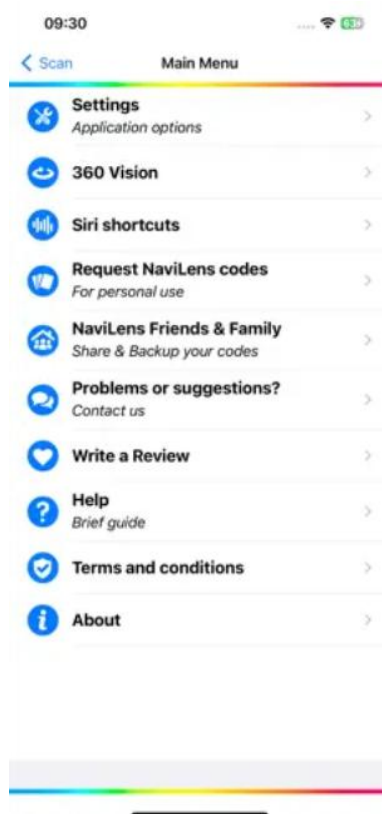 09:30
Scan
Main Menu
Settings
Application options
360 Vision
Siri shortcuts
Request NaviLens codes
For personal use
NaviLens Friends & Family
Share & Backup your codes
Problems or suggestions?
Contact us
Write a Review
Help
Brief guide
Terms and conditions
About